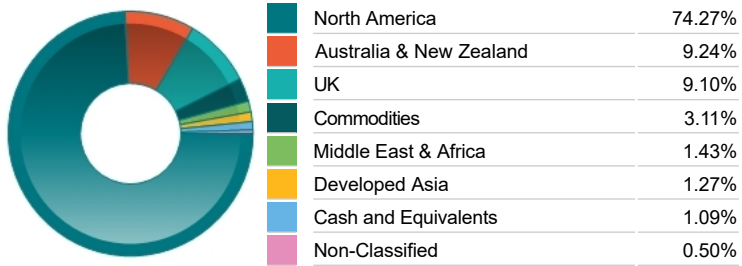 North America 74.27%
Australia & New Zealand 9.24%
UK 9.10%
Commodities 3.11%
Middle East & Africa 1.43%
Developed Asia 1.27%
Cash and Equivalents 1.09%
Non-Classified 0.50%